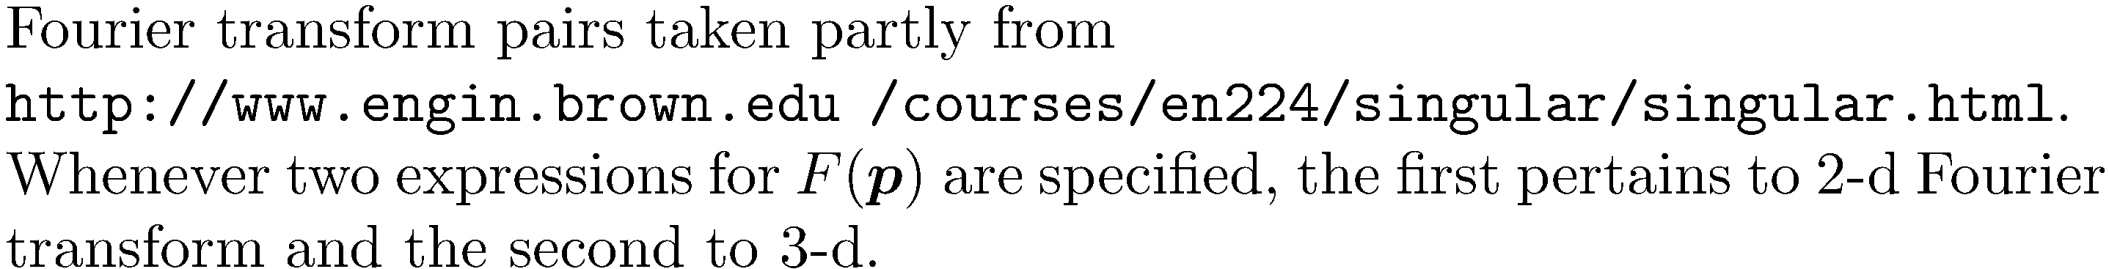 Fourier transform pairs taken partly from
http://www.engin.brown.edu /courses/en224/singular/singular.html.
Whenever two expressions for F(p) are specified, the first pertains to 2-d Fourier
transform and the second to 3-d.